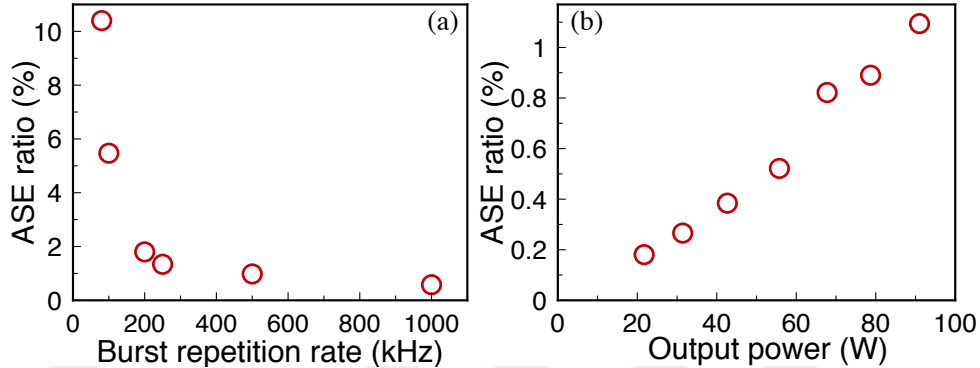 (a)
ASE ratio (%)
10
8
6
4
2
0
0 200 400 600 800 1000
Burst repetition rate (kHz)
(b)
ASE ratio (%)
1
0.8
0.6
0.4
0.2
0
0 20 40 60 80 100
Output power (W)